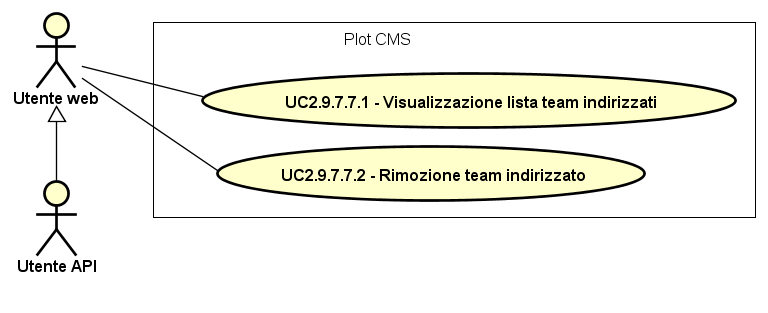 Plot CMS
Utente web
UC2.9.7.7.1 - Visualizzazione lista team indirizzati
UC2.9.7.7.2 - Rimozione team indirizzato
Utente API